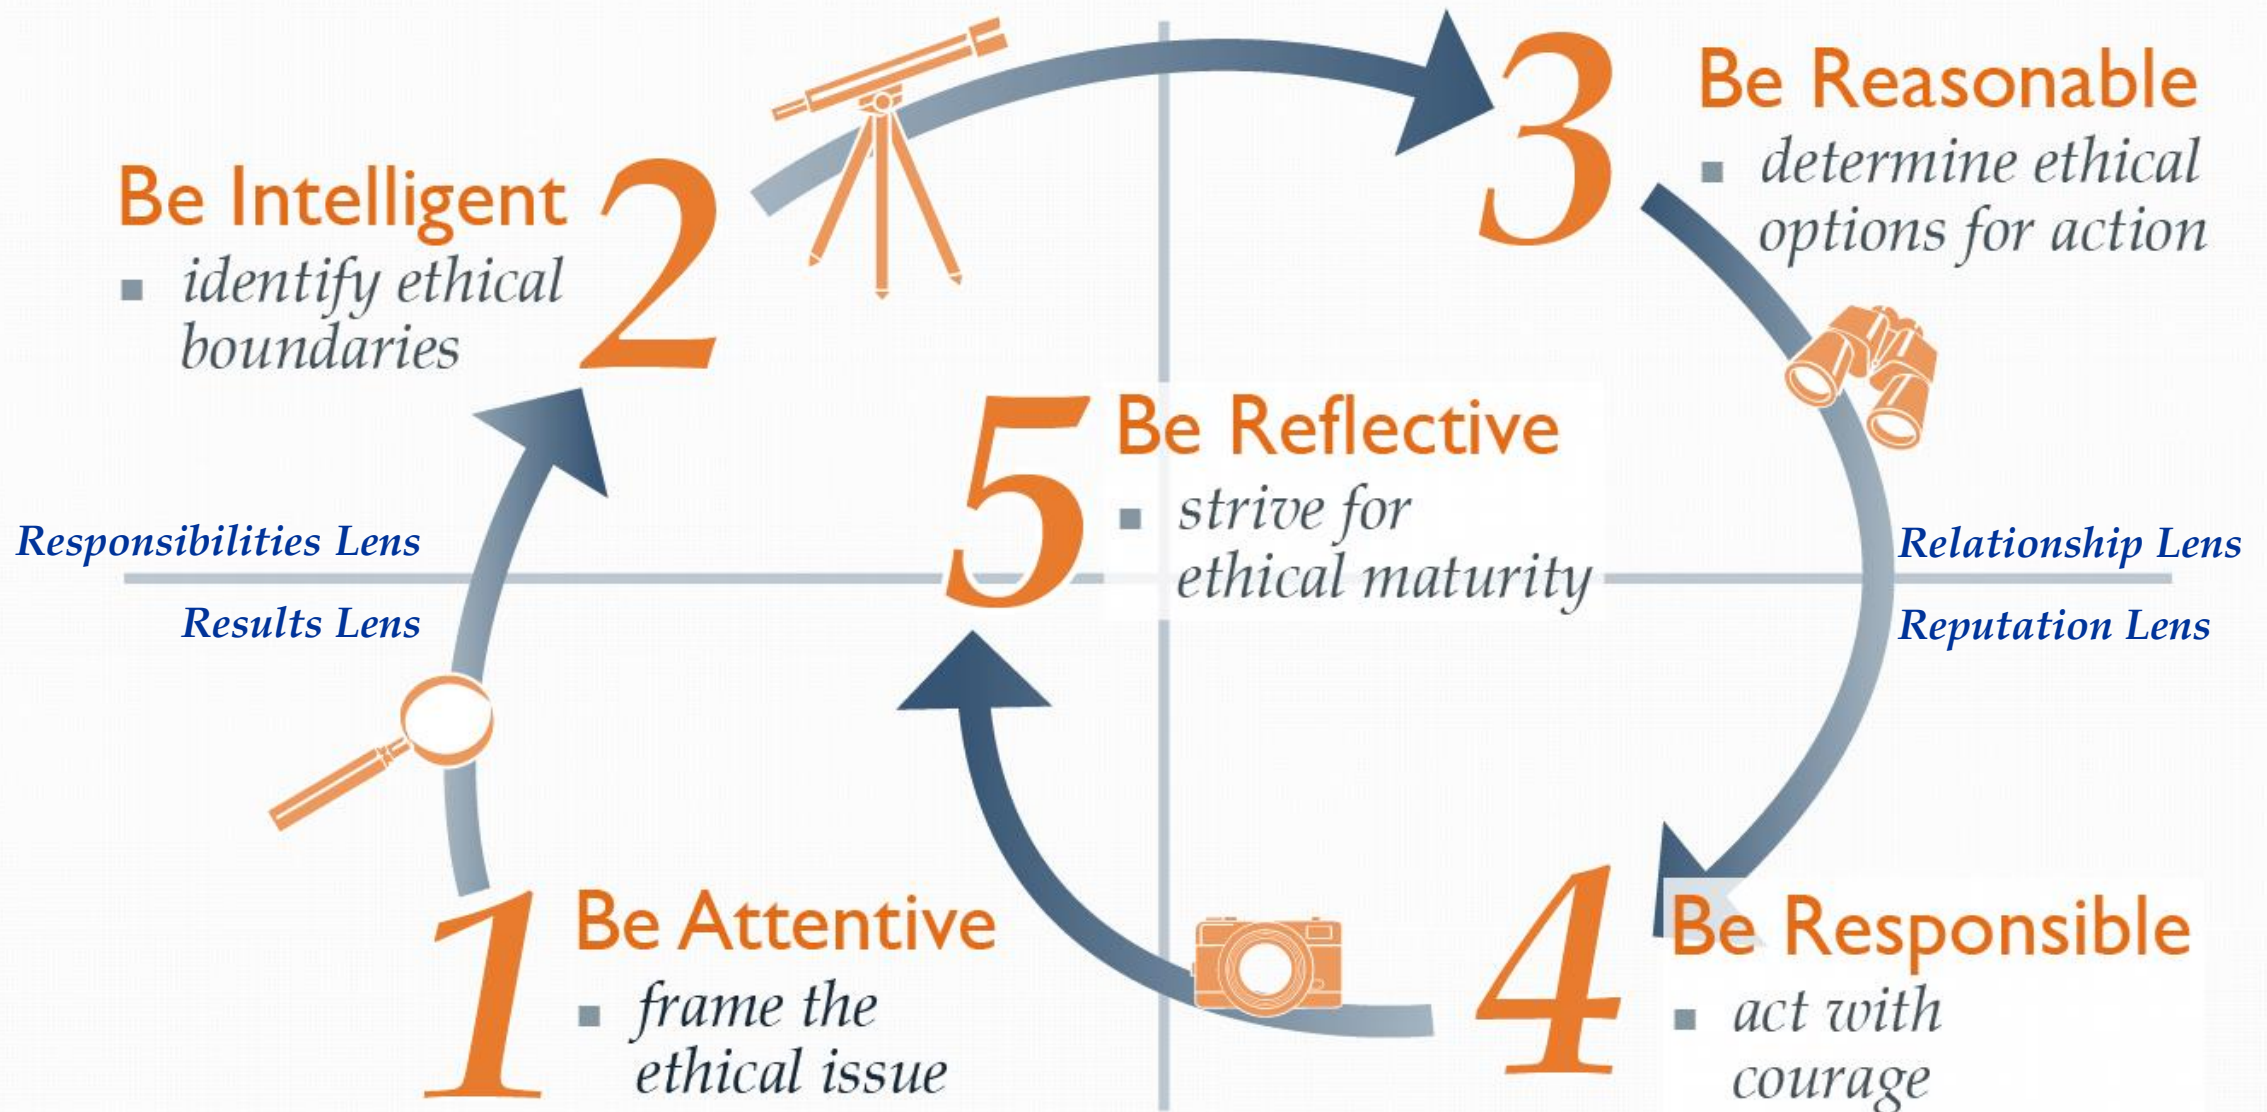 1
Be Attentive
▪ frame the
ethical issue
2
Be Intelligent
▪ identify ethical
boundaries
3
Be Reasonable
▪ determine ethical
options for action
4
Be Responsible
▪ act with
courage
5
Be Reflective
▪ strive for
ethical maturity
Responsibilities Lens
Results Lens
Relationship Lens
Reputation Lens